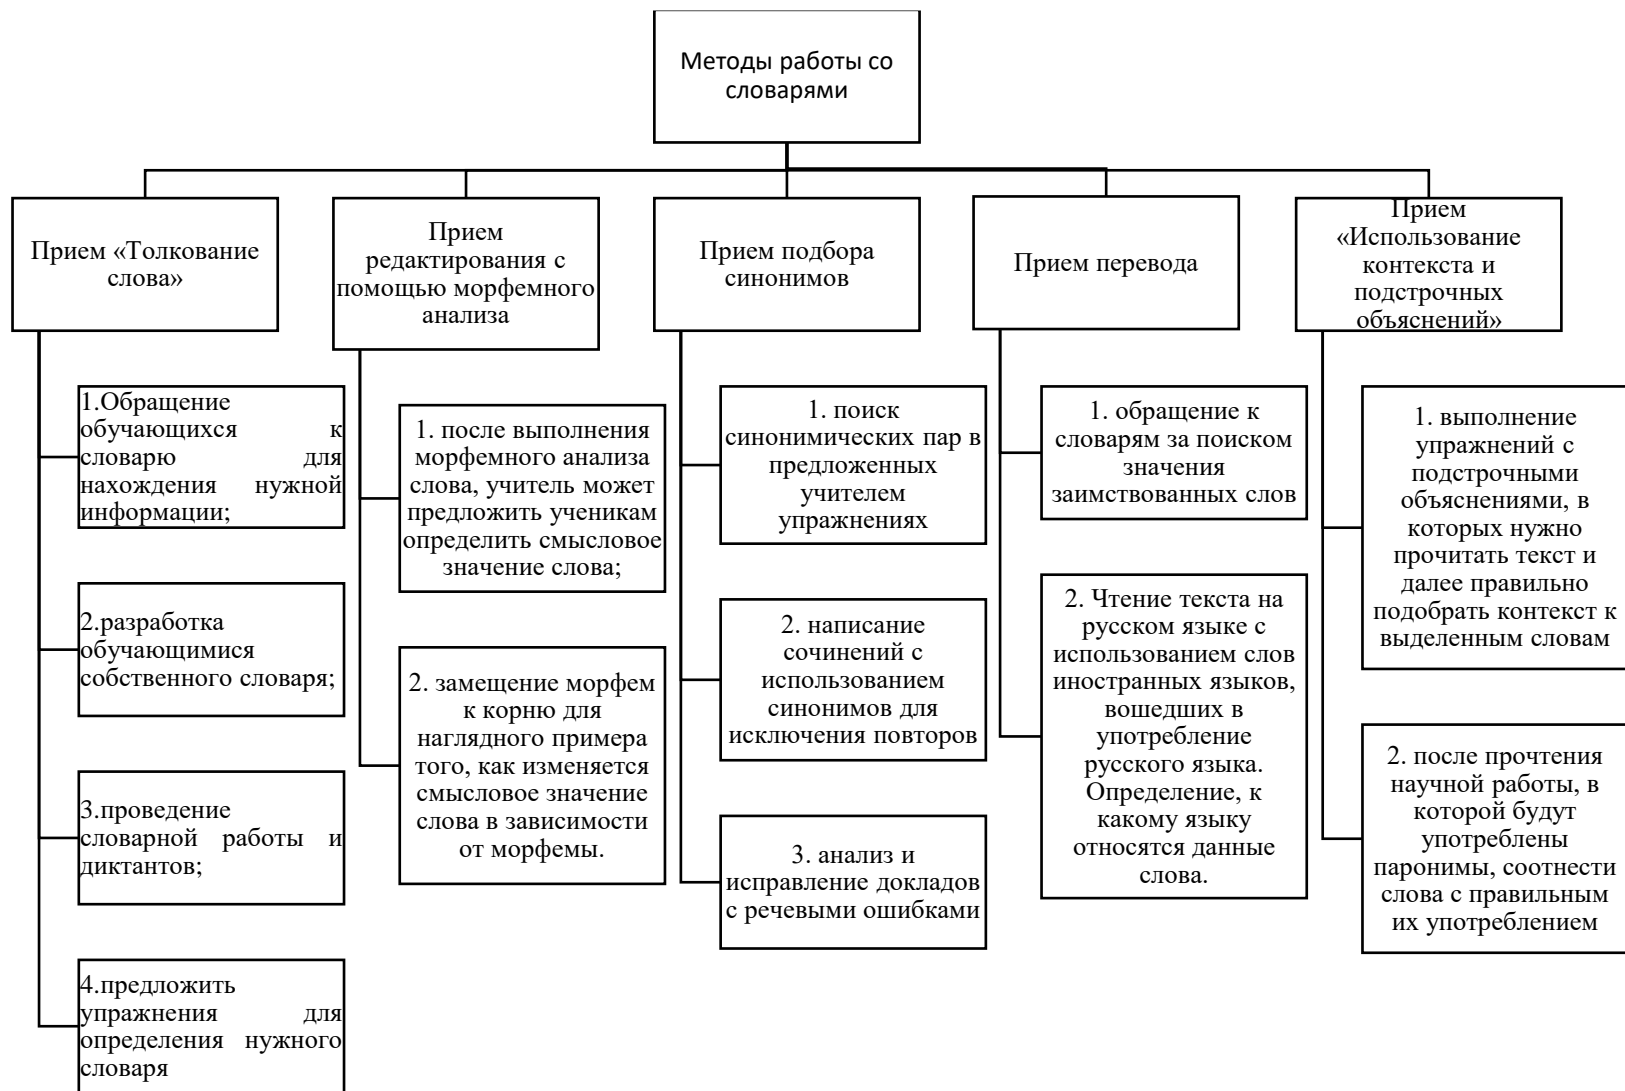 Методы работы со
словарями
Прием «Толкование
слова»
1.Обращение
обучающихся к
словарю для
нахождения нужной
информации;
2.разработка
обучающимися
собственного словаря;
3.проведение
словарной работы и
диктантов;
4.предложить
упражнения для
определения нужного
словаря
Прием
редактирования с
помощью морфемного
анализа
1. после выполнения
морфемного анализа
слова, учитель может
предложить ученикам
определить смысловое
значение слова;
2. замещение морфем
к корню для
наглядного примера
того, как изменяется
смысловое значение
слова в зависимости
от морфемы.
Прием подбора
синонимов
1. поиск
синонимических пар в
предложенных
учителем
упражнениях
2. написание
сочинений с
использованием
синонимов для
исключения повторов
3. анализ и
исправление докладов
с речевыми ошибками
Прием перевода
1. обращение к
словарям за поиском
значения
заимствованных слов
2. Чтение текста на
русском языке с
использованием слов
иностранных языков,
вошедших в
употребление
русского языка.
Определение, к
какому языку
относятся данные
слова.
Прием
«Использование
контекста и
подстрочных
объяснений»
1. выполнение
упражнений с
подстрочными
объяснениями, в
которых нужно
прочитать текст и
далее правильно
подобрать контекст к
выделенным словам
2. после прочтения
научной работы, в
которой будут
употреблены
паронимы, соотнести
слова с правильным
их употреблением